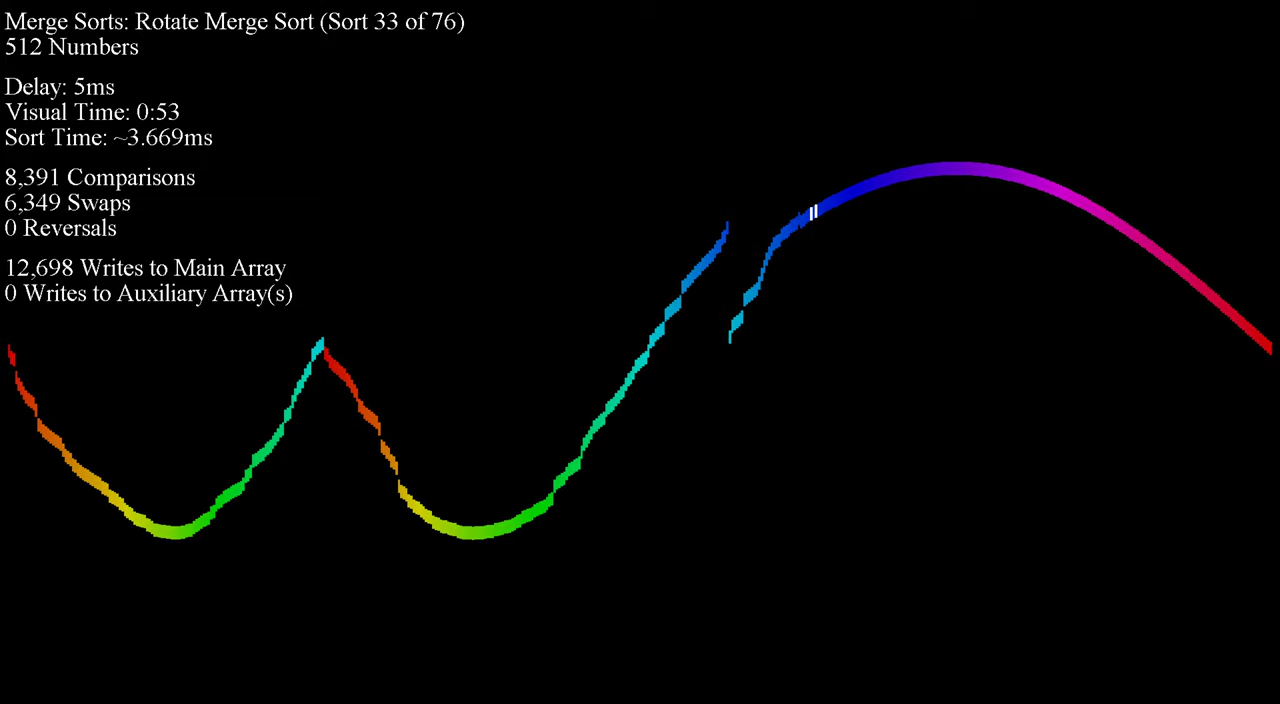 Merge Sorts: Rotate Merge Sort (Sort 33 of 76)
512 Numbers
Delay: 5ms
Visual Time: 0:53
Sort Time: ~3.669ms
8,391 Comparisons
6,349 Swaps
0 Reversals
12,698 Writes to Main Array
0 Writes to Auxiliary Array(s)